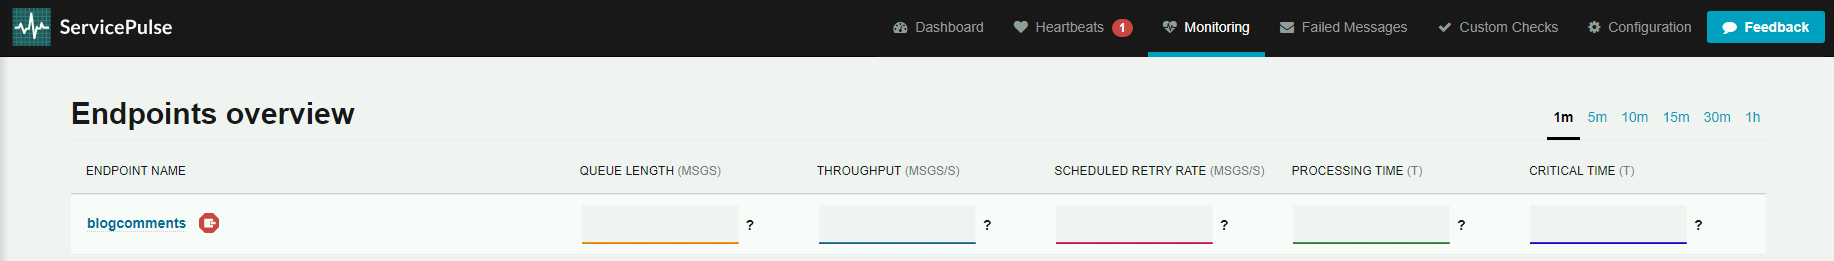 ServicePulse Dashboard Heartbeats 1 Monitoring Failed Messages Custom Checks Configuration Feedback
Endpoints overview 1m 5m 10m 15m 30m 1h
ENDPOINT NAME QUEUE LENGTH (MSGS) THROUGHPUT (MSGS/S) SCHEDULED RETRY RATE (MSGS/S) PROCESSING TIME (T) CRITICAL TIME (T)
blogcomments ? ? ? ? ?